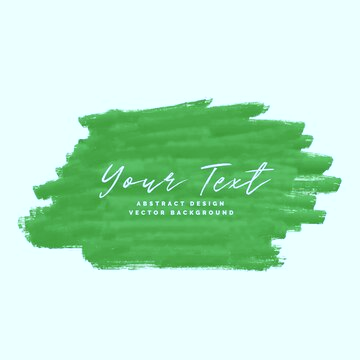 Your Text
ABSTRACT DESIGN
VECTOR BACKGROUND